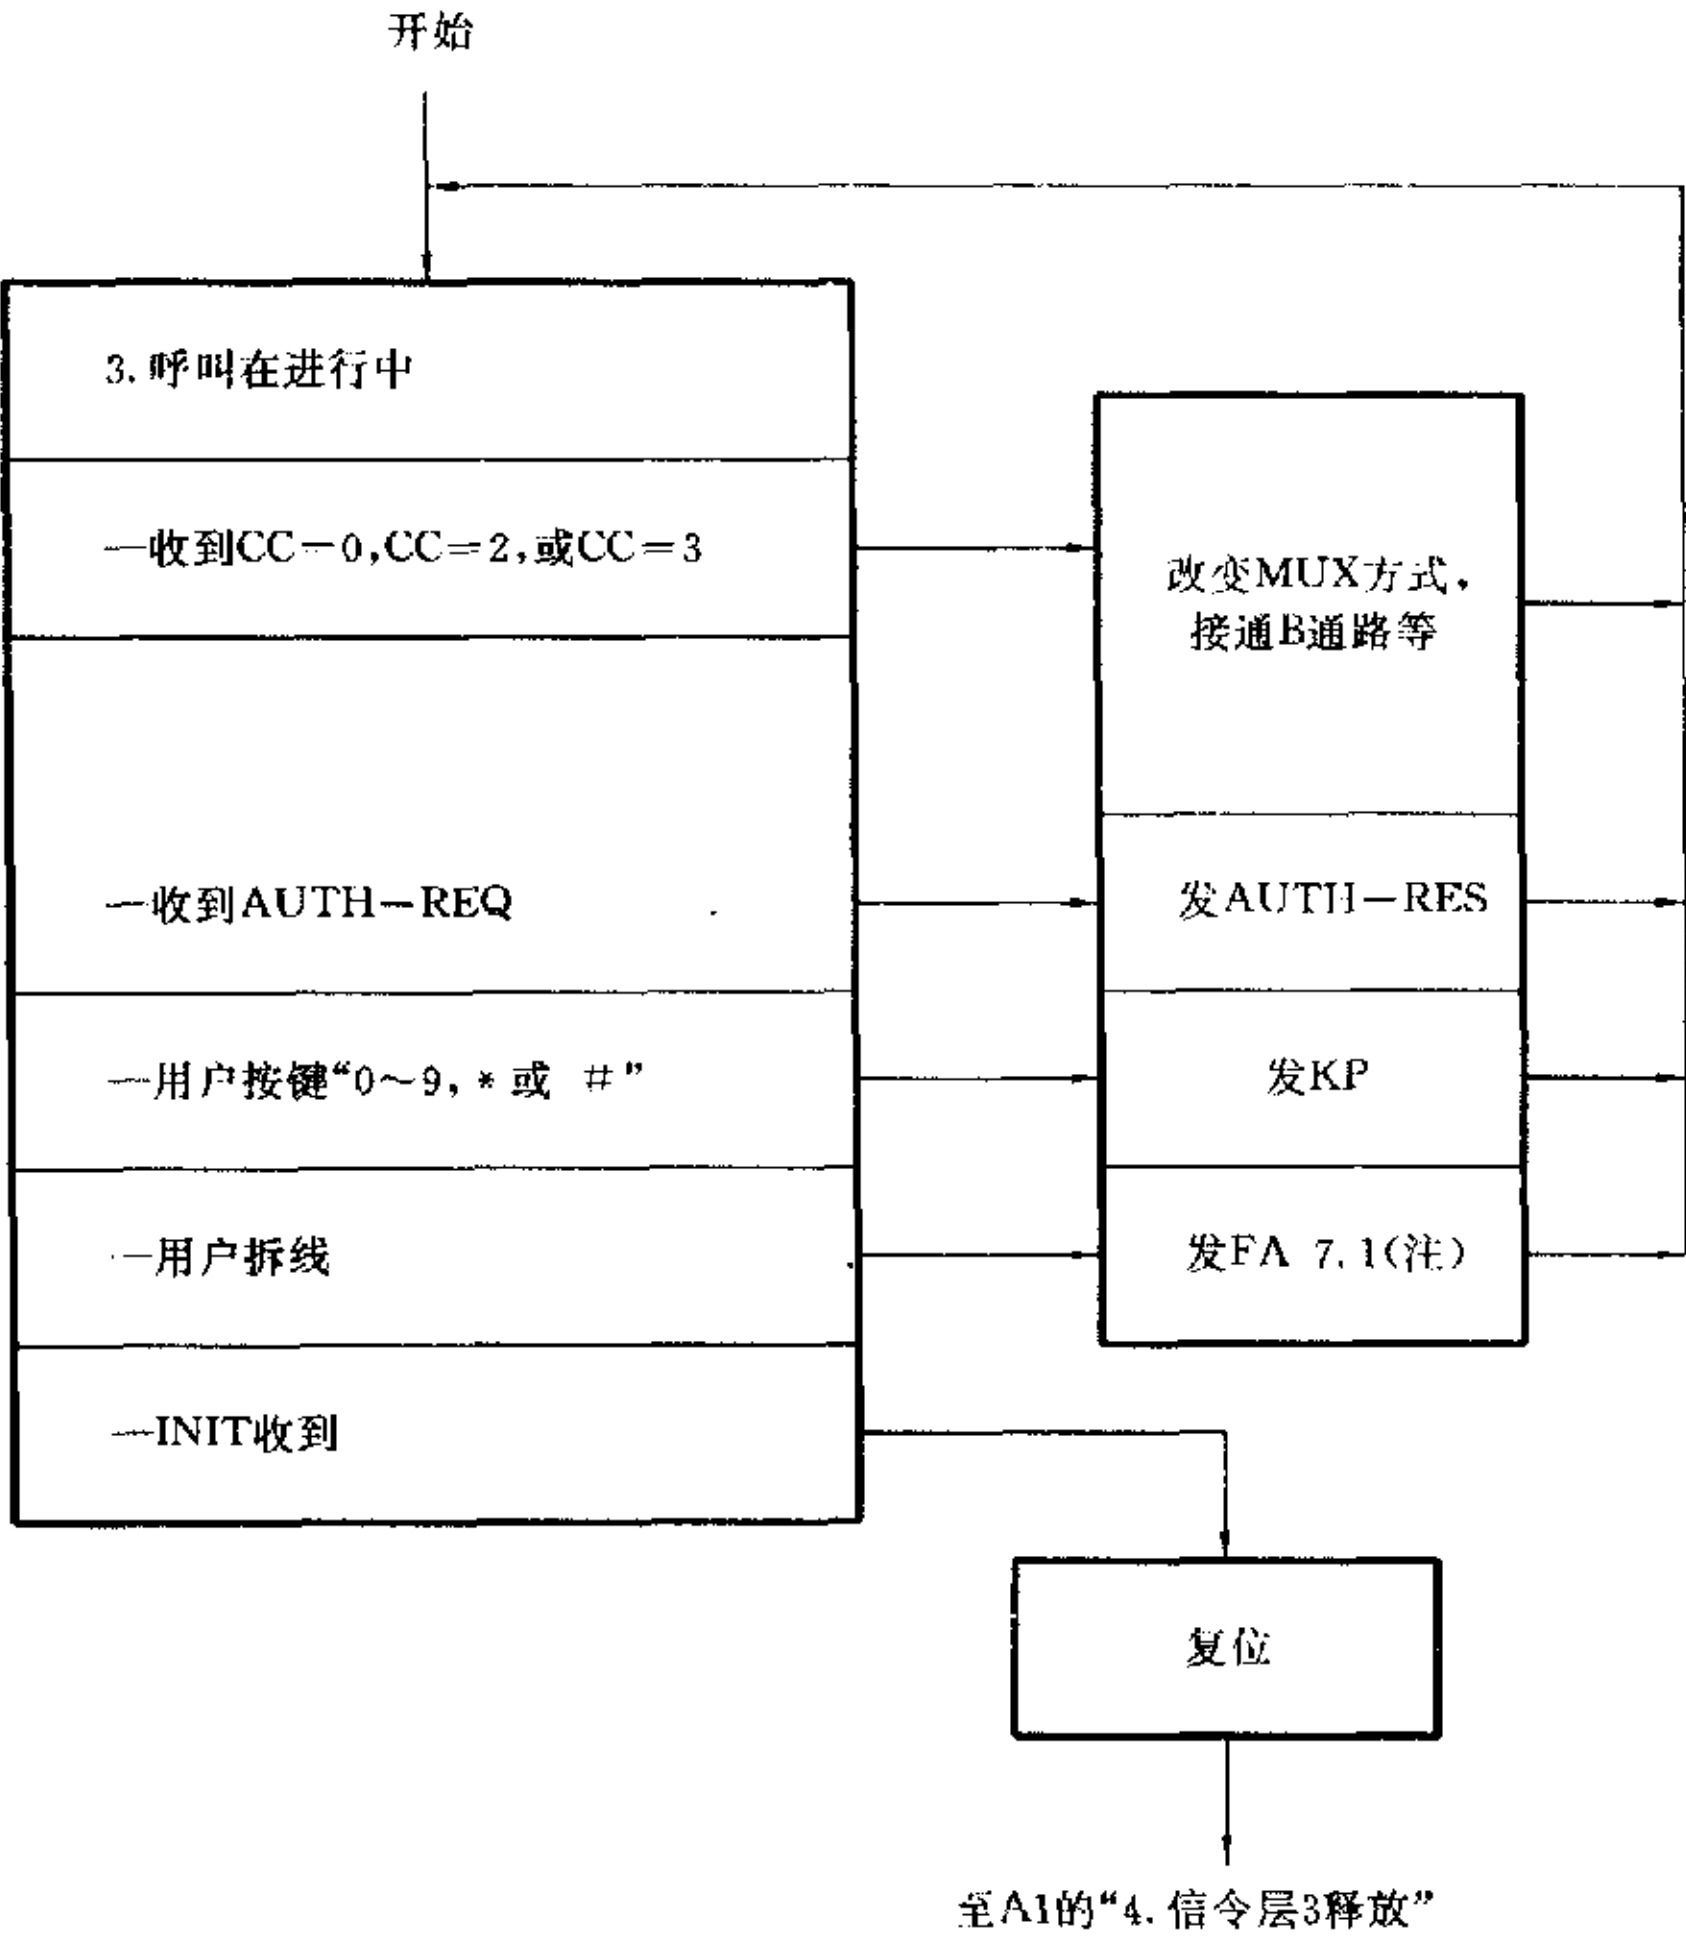 开始
3.呼叫在进行中
—收到CC=0,CC=2,或CC=3
改变MUX方式,
接通B通路等
—收到AUTH—REQ
发AUTH—RES
—用户按键“0～9,*或 #”
发KP
—用户拆线
发FA 7.1(注)
—INIT收到
复位
至A1的“4.信令层3释放”